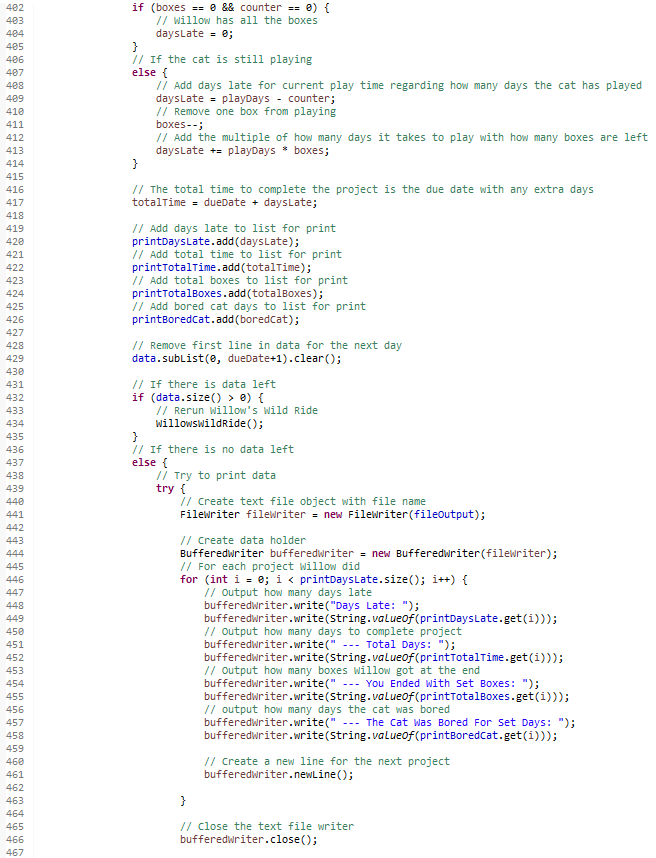 402 if (boxes == 0 && counter == 0) {
403 // Willow has all the boxes
404 daysLate = 0;
405 }
406 // If the cat is still playing
407 else {
408 // Add days late for current play time regarding how many days the cat has played
409 daysLate = playDays - counter;
410 // Remove one box from playing
411 boxes--;
412 // Add the multiple of how many days it takes to play with how many boxes are left
413 daysLate += playDays * boxes;
414 }
415
416 // The total time to complete the project is the due date with any extra days
417 totalTime = dueDate + daysLate;
418
419 // Add days late to list for print
420 printDaysLate.add(daysLate);
421 // Add total time to list for print
422 printTotalTime.add(totalTime);
423 // Add total boxes to list for print
424 printTotalBoxes.add(totalBoxes);
425 // Add bored cat days to list for print
426 printBoredCat.add(boredCat);
427
428 // Remove first line in data for the next day
429 data.subList(0, dueDate+1).clear();
430
431 // If there is data left
432 if (data.size() > 0) {
433 // Rerun Willow's Wild Ride
434 WillowsWildRide();
435 }
436 // If there is no data left
437 else {
438 // Try to print data
439 try {
440 // Create text file object with file name
441 FileWriter fileWriter = new FileWriter(fileOutput);
442
443 // Create data holder
444 BufferedWriter bufferedWriter = new BufferedWriter(fileWriter);
445 // For each project Willow did
446 for (int i = 0; i < printDaysLate.size(); i++) {
447 // Output how many days late
448 bufferedWriter.write("Days Late: ");
449 bufferedWriter.write(String.valueOf(printDaysLate.get(i)));
450 // Output how many days to complete project
451 bufferedWriter.write(" --- Total Days: ");
452 bufferedWriter.write(String.valueOf(printTotalTime.get(i)));
453 // Output how many boxes Willow got at the end
454 bufferedWriter.write(" --- You Ended With Set Boxes: ");
455 bufferedWriter.write(String.valueOf(printTotalBoxes.get(i)));
456 // output how many days the cat was bored
457 bufferedWriter.write(" --- The Cat Was Bored For Set Days: ");
458 bufferedWriter.write(String.valueOf(printBoredCat.get(i)));
459
460 // Create a new line for the next project
461 bufferedWriter.newLine();
462
463 }
464
465 // Close the text file writer
466 bufferedWriter.close();
467